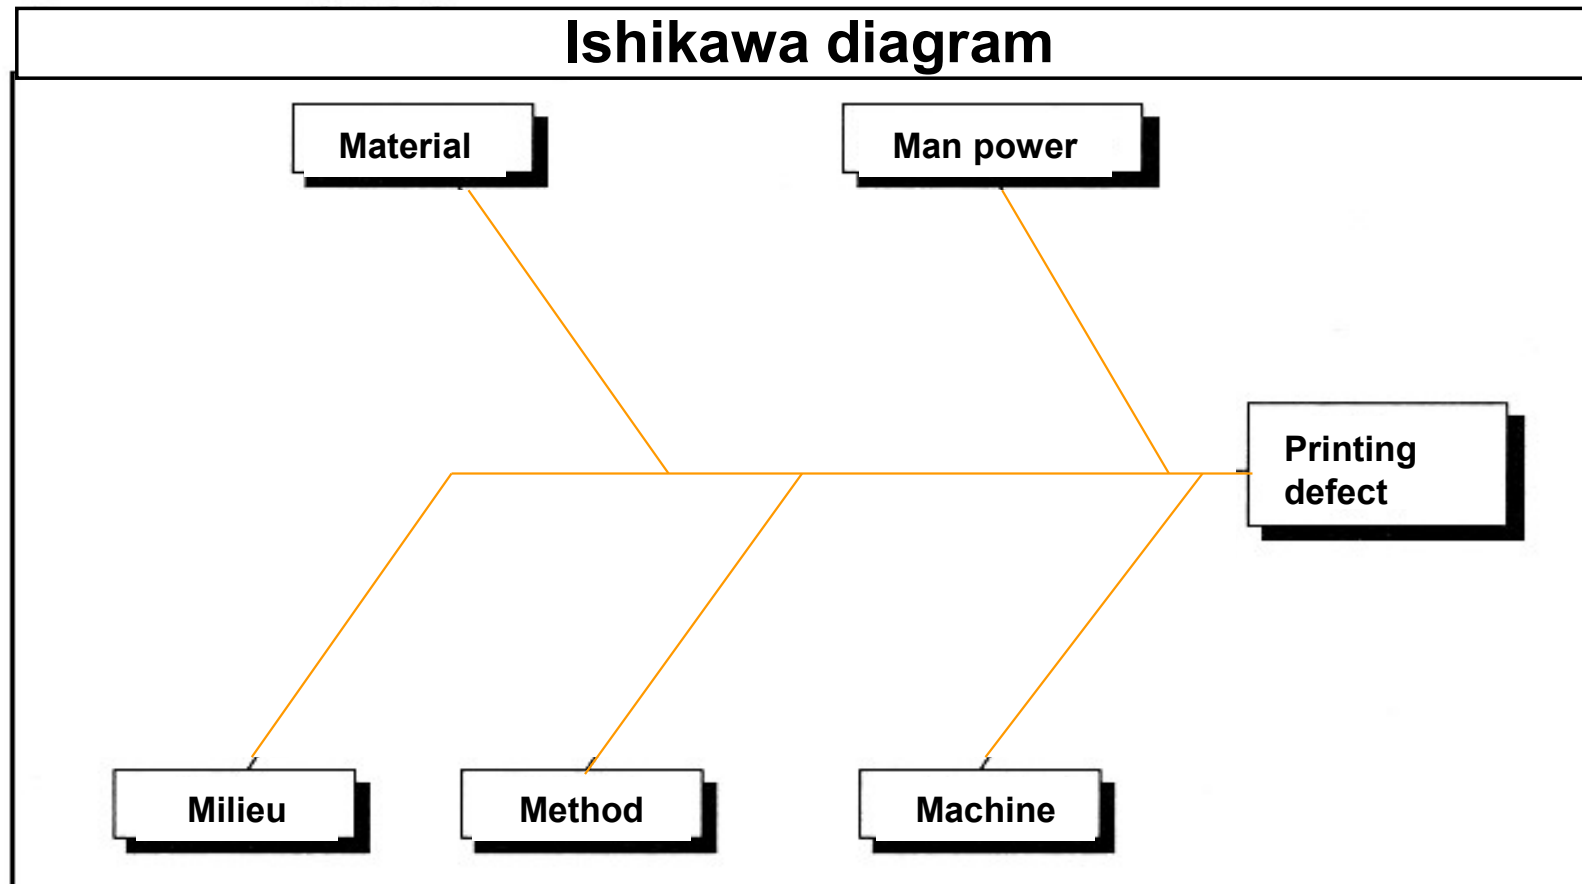 Ishikawa diagram
Material
Man power
Printing
defect
Milieu
Method
Machine